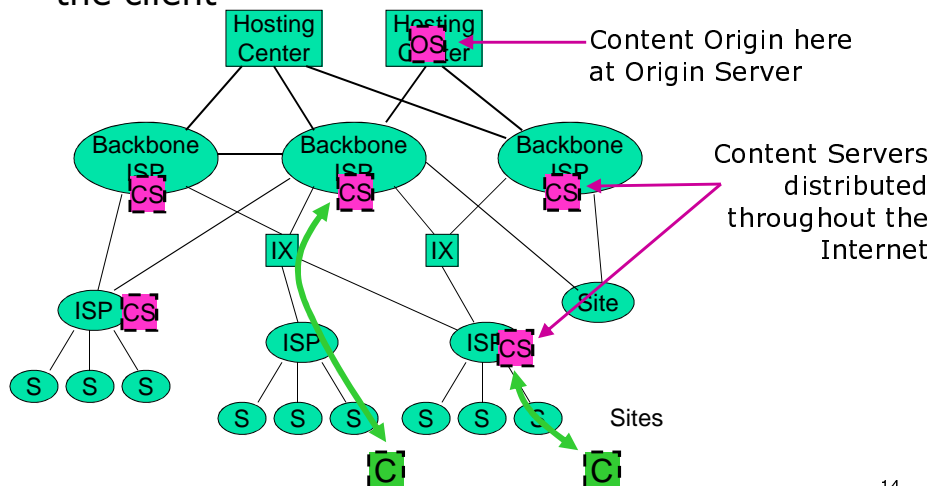 the client
Hosting
Center
Hosting
Center
OS
Content Origin here
at Origin Server
Backbone
ISP
CS
Backbone
ISP
CS
Backbone
ISP
CS
Content Servers
distributed
throughout the
Internet
IX
IX
ISP
CS
Site
ISP
ISP
CS
S
S
S
S
S
S
S
S
S
Sites
C
C
14